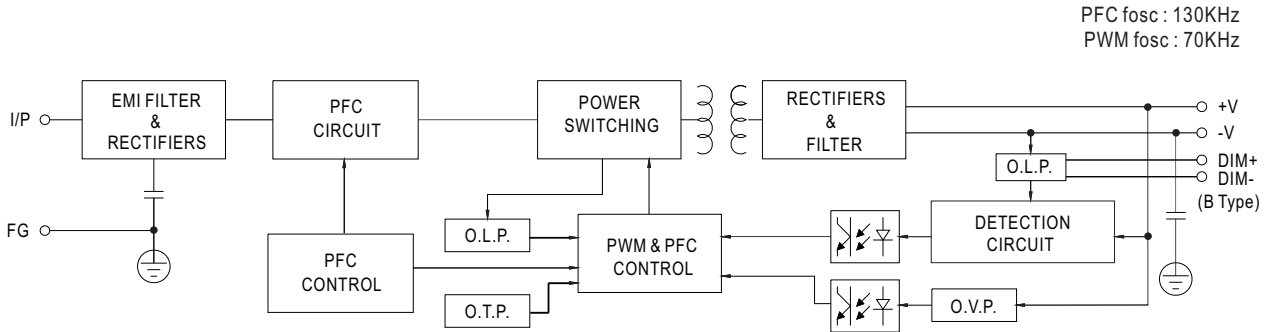 PFC fosc : 130KHz
PWM fosc : 70KHz
I/P
EMI FILTER
&
RECTIFIERS
PFC
CIRCUIT
POWER
SWITCHING
RECTIFIERS
&
FILTER
+V
-V
DIM+
DIM-
(B Type)
O.L.P.
FG
PFC
CONTROL
O.L.P.
O.T.P.
PWM & PFC
CONTROL
DETECTION
CIRCUIT
O.V.P.